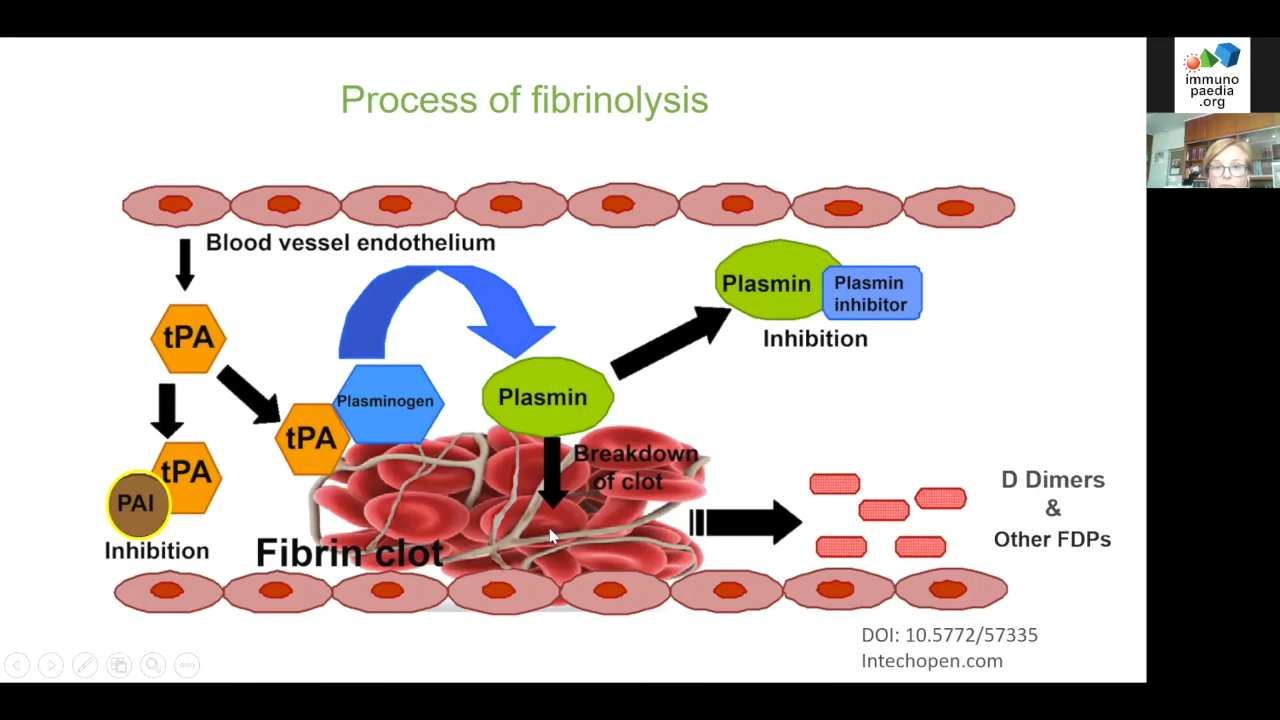 Process of fibrinolysis
immuno
paedia
.org
Blood vessel endothelium
tPA
Plasmin
Plasmin
inhibitor
Inhibition
Plasminogen
tPA
Plasmin
Breakdown
of clot
tPA
PAI
Inhibition
Fibrin clot
D Dimers
&
Other FDPs
DOI: 10.5772/57335
Intechopen.com